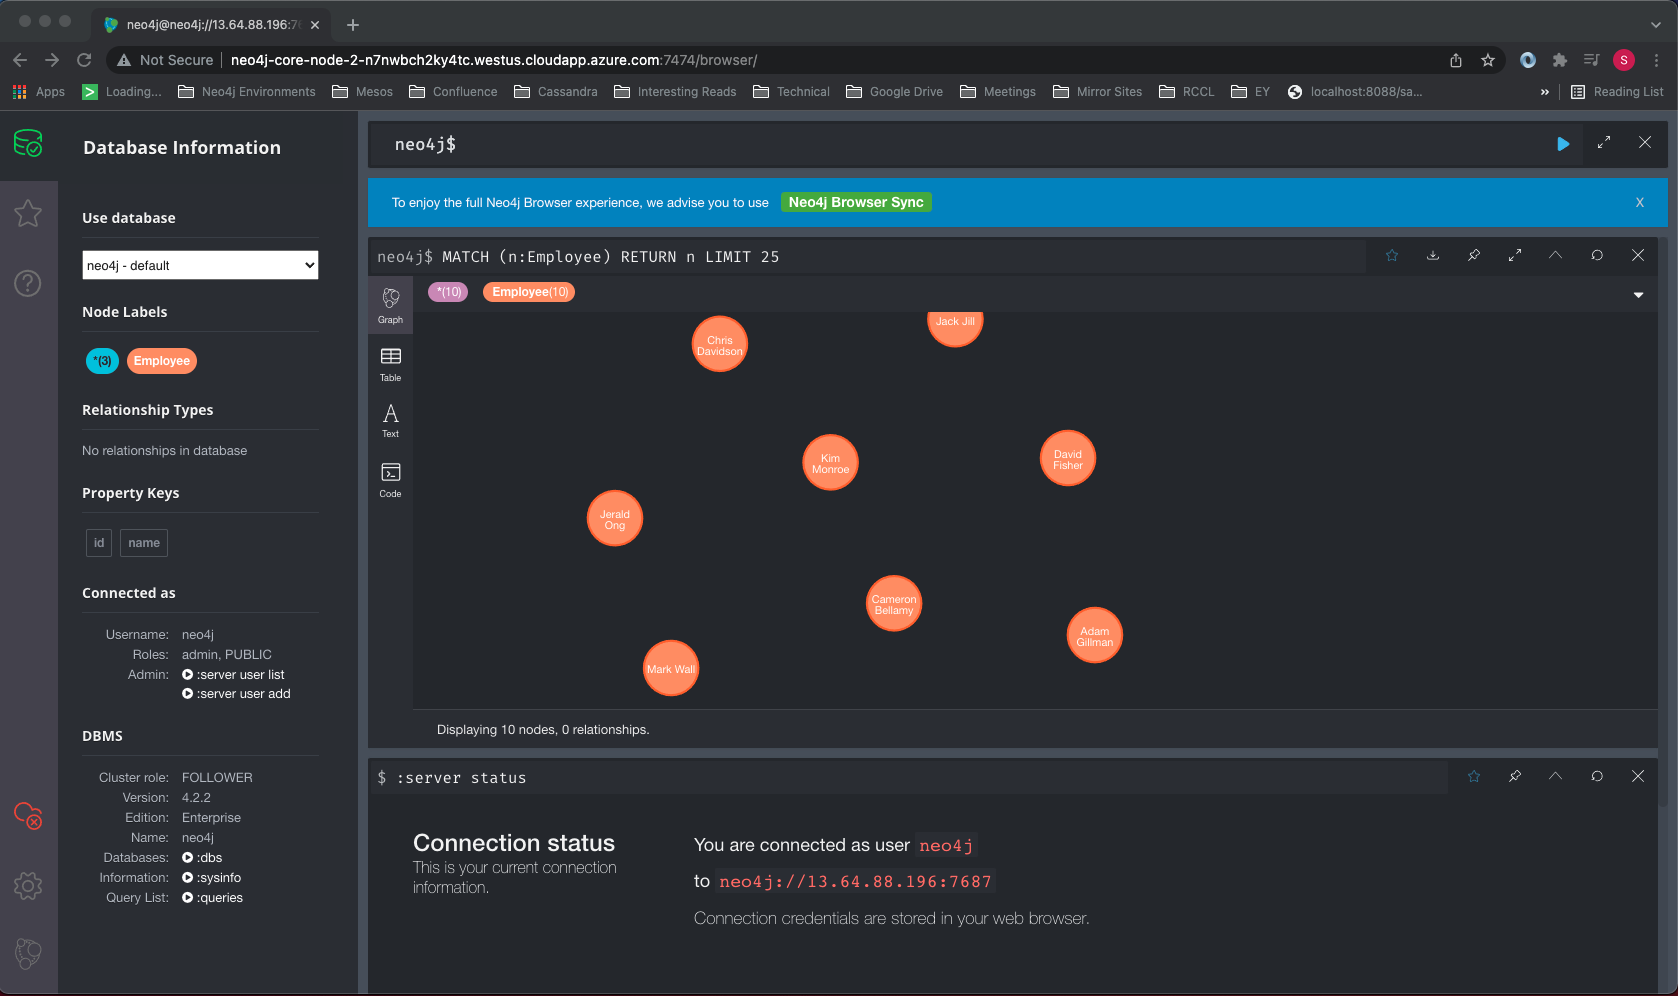 neo4j@neo4j://13.64.88.196:76
Not Secure
neo4j-core-node-2-n7nwbch2ky4tc.westus.cloudapp.azure.com:7474/browser/
S
Apps
Loading...
Neo4j Environments
Mesos
Confluence
Cassandra
Interesting Reads
Technical
Google Drive
Meetings
Mirror Sites
RCCL
EY
localhost:8088/sa...
»
Reading List
Database Information
Use database
neo4j - default
Node Labels
*(3)
Employee
Relationship Types
No relationships in database
Property Keys
id
name
Connected as
Username: neo4j
Roles: admin, PUBLIC
Admin: :server user list
:server user add
DBMS
Cluster role: FOLLOWER
Version: 4.2.2
Edition: Enterprise
Name: neo4j
Databases: :dbs
Information: :sysinfo
Query List: :queries
neo4j$
To enjoy the full Neo4j Browser experience, we advise you to use Neo4j Browser Sync
X
neo4j$ MATCH (n:Employee) RETURN n LIMIT 25
Graph
Table
Text
Code
*(10)
Employee(10)
Chris
Davidson
Jack Jill
Kim
Monroe
David
Fisher
Jerald
Ong
Cameron
Bellamy
Adam
Gillman
Mark Wall
Displaying 10 nodes, 0 relationships.
$ :server status
Connection status
This is your current connection
information.
You are connected as user neo4j
to neo4j://13.64.88.196:7687
Connection credentials are stored in your web browser.